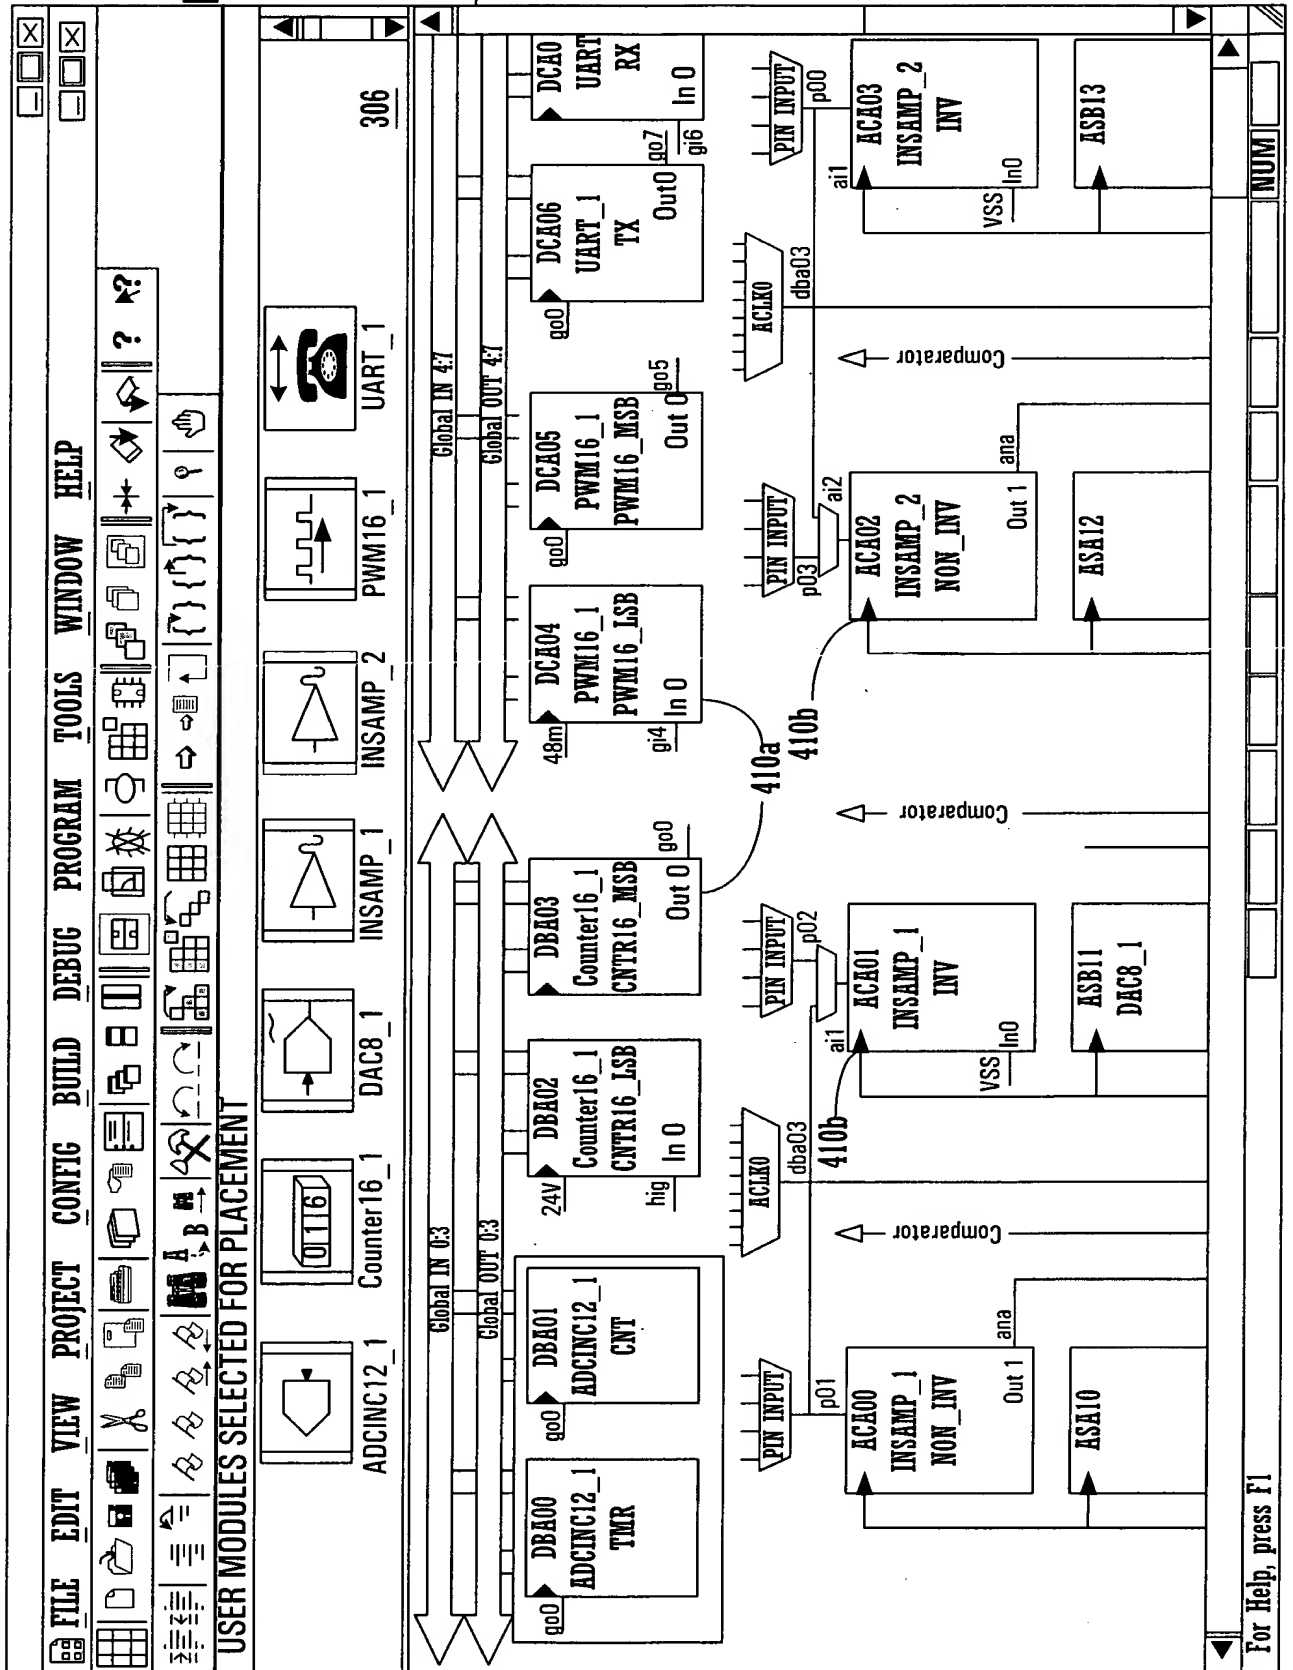 FILE EDIT VIEW PROJECT CONFIG BUILD DEBUG PROGRAM TOOLS WINDOW HELP
? ?
A
B
USER MODULES SELECTED FOR PLACEMENT
016
ADCINC12_1 Counter16_1 DAC8_1 INSAMP_1 INSAMP_2 PWM16_1 UART_1
306
Global IN 0:3
Global IN 4:7
Global OUT 0:3
Global OUT 4:7
go0
DBA00
ADCINC12_1
TMR
go0
DBA01
ADCINC12_1
CNT
24V
DBA02
Counter16_1
CNTR16_LSB
hig
In 0
DBA03
Counter16_1
CNTR16_MSB
Out 0
go0
48m
DCA04
PWM16_1
PWM16_LSB
gi4
In 0
go0
DCA05
PWM16_1
PWM16_MSB
Out 0
go5
go0
DCA06
UART_1
TX
Out0
go7
gi6
DCA0
UART
RX
In 0
410a
410b
410b
PIN INPUT
p01
ACLK0
dba03
PIN INPUT
p02
PIN INPUT
p03
ACLK0
dba03
PIN INPUT
p00
ACA00
INSAMP_1
NON_INV
Out 1
ana
Comparator
ai1
ACA01
INSAMP_1
INV
VSS
In0
Comparator
ai2
ACA02
INSAMP_2
NON_INV
Out 1
ana
Comparator
ai1
ACA03
INSAMP_2
INV
VSS
In0
ASA10
ASB11
DAC8_1
ASA12
ASB13
For Help, press F1
NUM